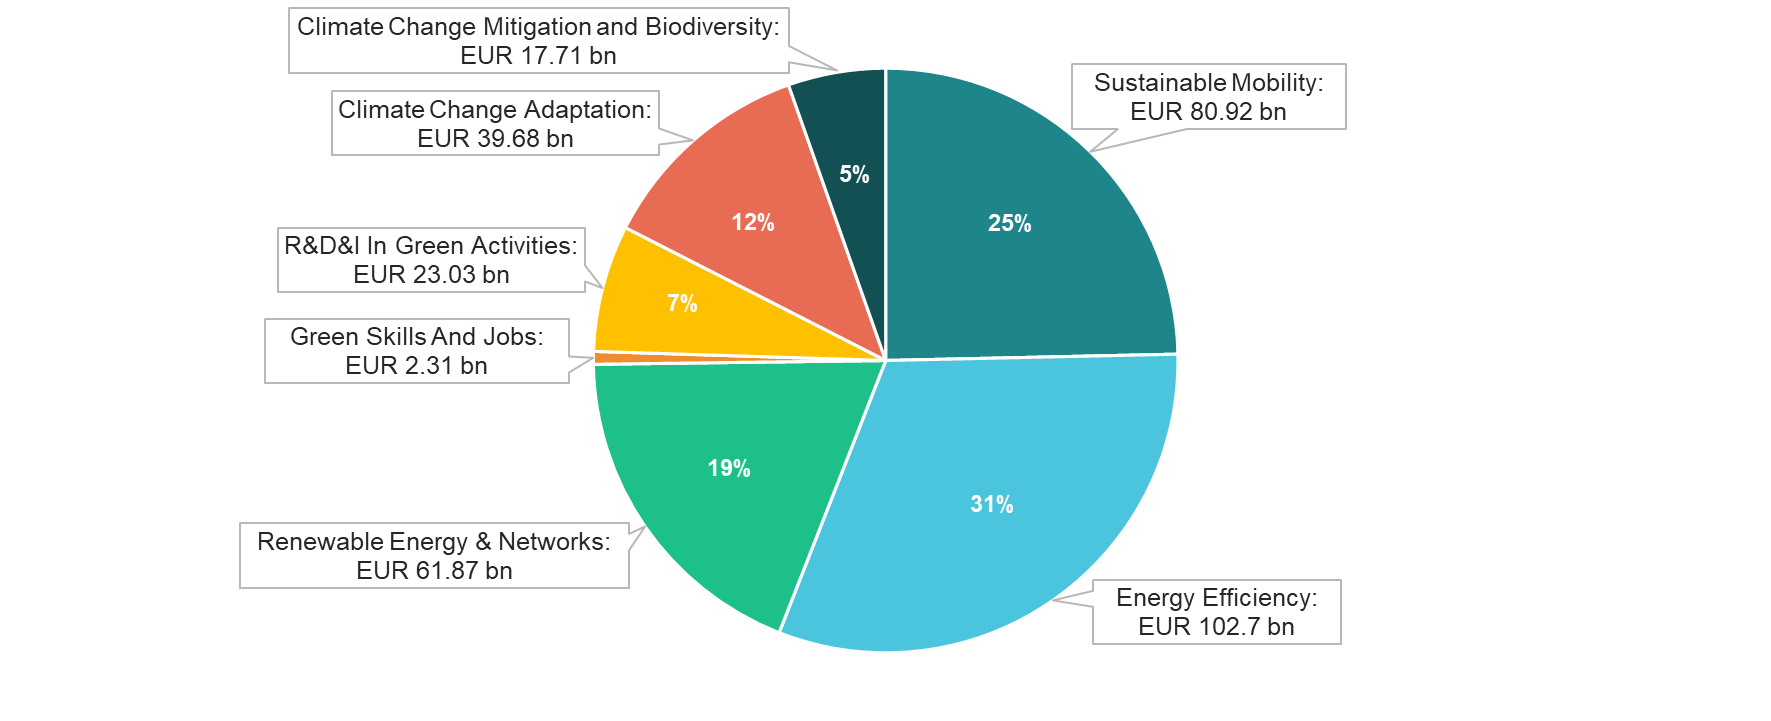 Climate Change Mitigation and Biodiversity:
EUR 17.71 bn
Sustainable Mobility:
EUR 80.92 bn
Climate Change Adaptation:
EUR 39.68 bn
5%
12%
25%
R&D&I In Green Activities:
EUR 23.03 bn
7%
Green Skills And Jobs:
EUR 2.31 bn
19%
31%
Renewable Energy & Networks:
EUR 61.87 bn
Energy Efficiency:
EUR 102.7 bn